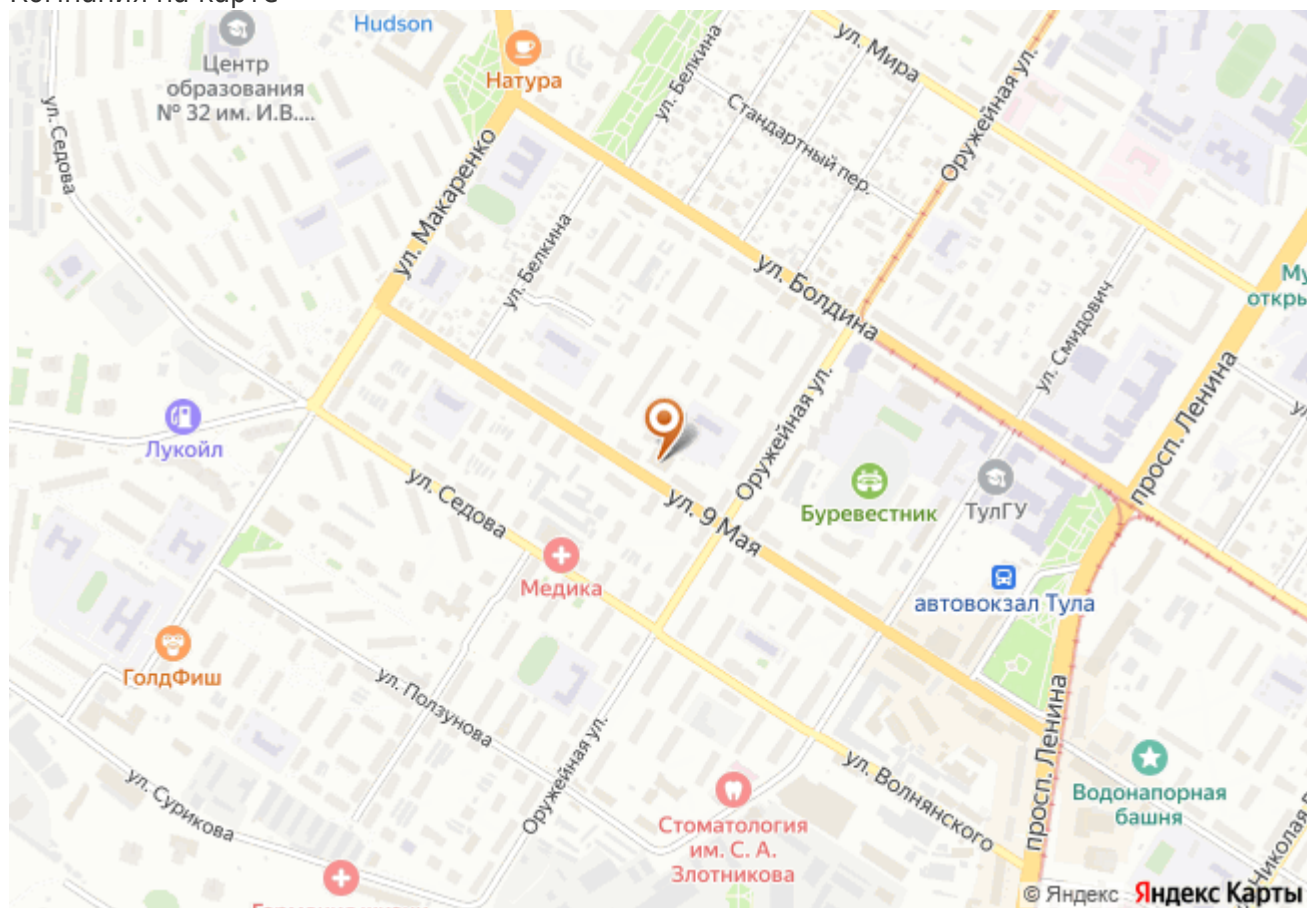 Компания на карте
Hudson
Центр
образования
№ 32 им. И.В....
Натура
ул. Белкина
ул. Мира
Оружейная ул.
Стандартный пер.
ул. Седова
ул. Макаренко
ул. Белкина
ул. Болдина
ул. Смидович
Му
откры
просп. Ленина
Лукойл
Оружейная ул.
ул. Седова
ул. 9 Мая
Буревестник
ТулГУ
Медика
автовокзал Тула
ГолдФиш
ул. Ползунова
Оружейная ул.
ул. Сурикова
Стоматология
им. С. А.
Злотникова
ул. Волнянского
просп. Ленина
Водонапорная
башня
© Яндекс Яндекс Карты